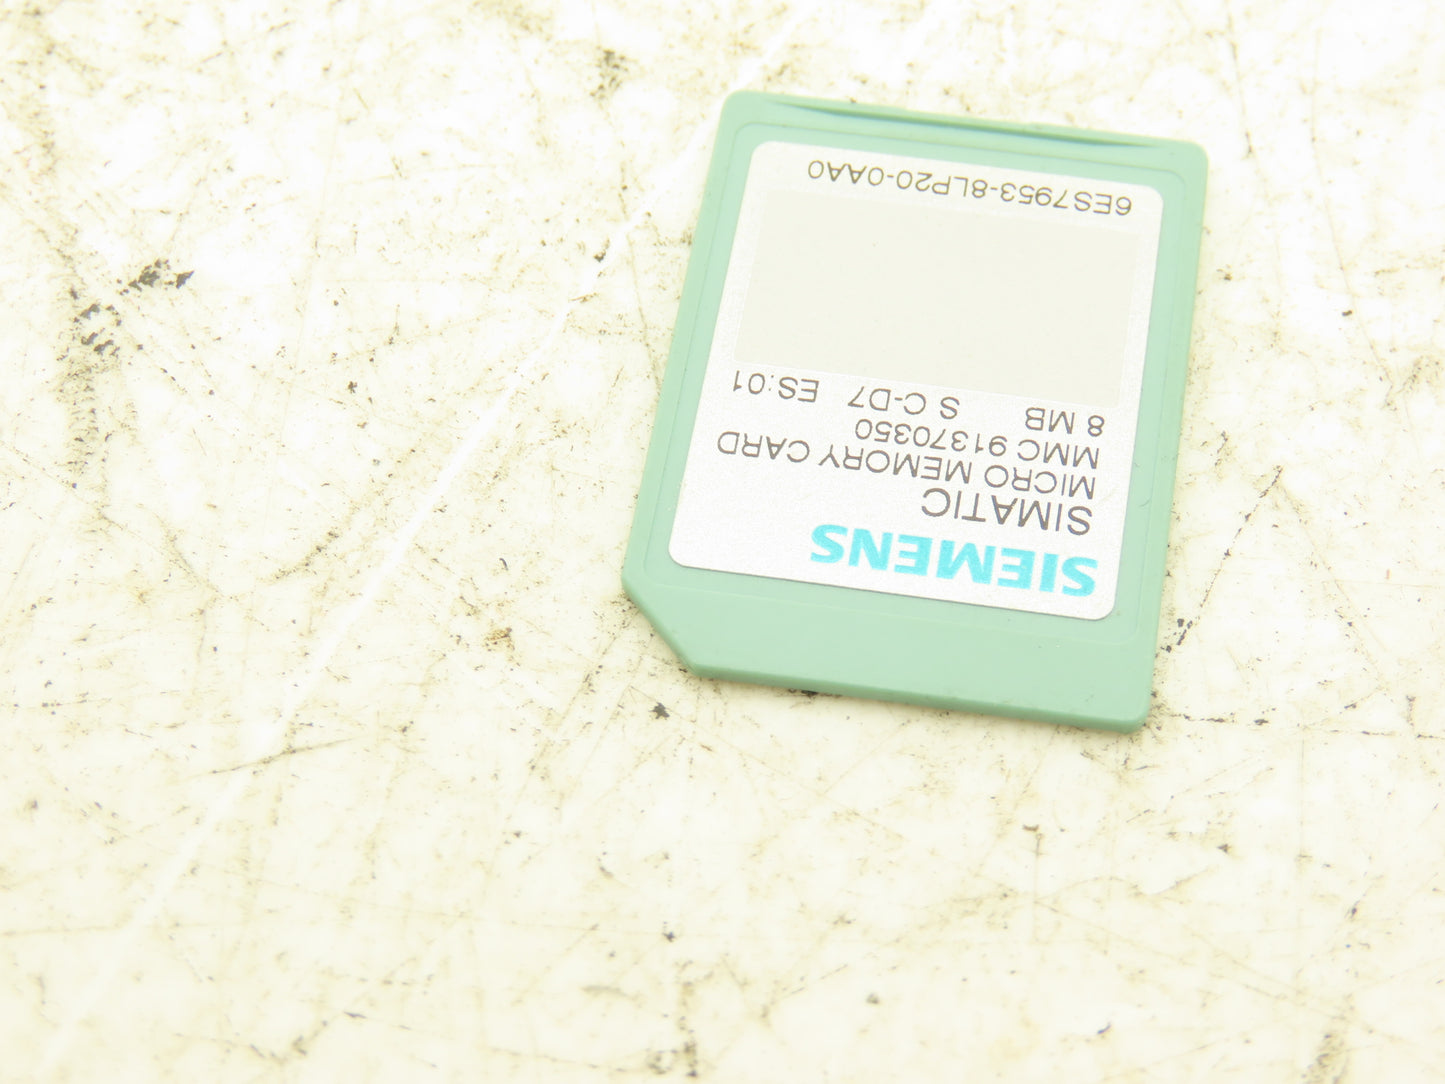 SIEMENS
SIMATIC
MICRO MEMORY CARD
MMC 91370350
8 MB S C-D7 ES:01
6ES7953-8LP20-0AA0